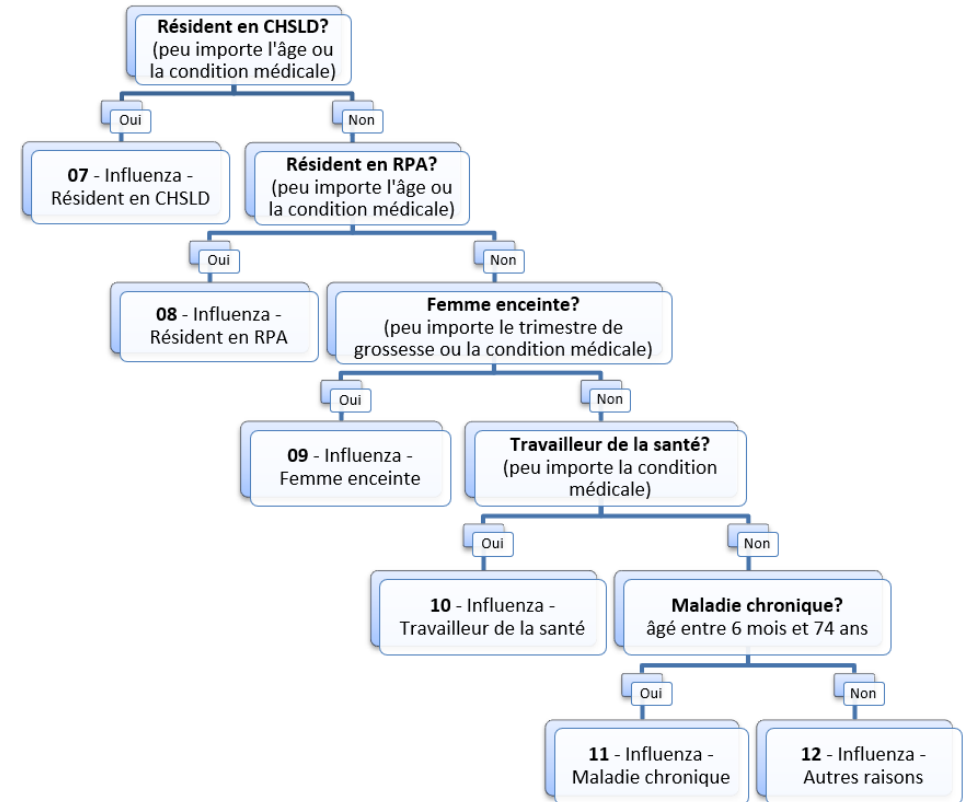 Résident en CHSLD?
(peu importe l'âge ou
la condition médicale)
Oui
Non
07 - Influenza -
Résident en CHSLD
Résident en RPA?
(peu importe l'âge ou
la condition médicale)
Oui
Non
08 - Influenza -
Résident en RPA
Femme enceinte?
(peu importe le trimestre de
grossesse ou la condition médicale)
Oui
Non
09 - Influenza -
Femme enceinte
Travailleur de la santé?
(peu importe la condition
médicale)
Oui
Non
10 - Influenza -
Travailleur de la santé
Maladie chronique?
âgé entre 6 mois et 74 ans
Oui
Non
11 - Influenza -
Maladie chronique
12 - Influenza -
Autres raisons